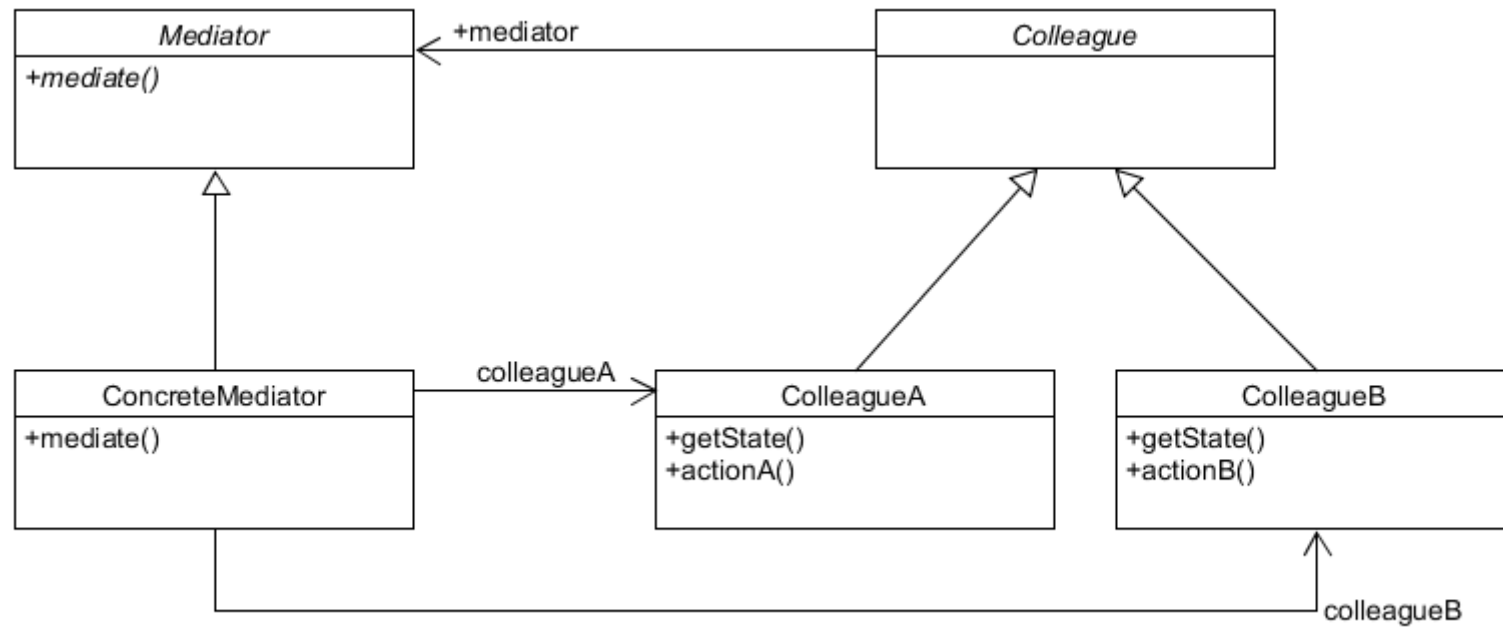 Mediator
+mediate()
+mediator
Colleague
ConcreteMediator
+mediate()
colleagueA
ColleagueA
+getState()
+actionA()
ColleagueB
+getState()
+actionB()
colleagueB